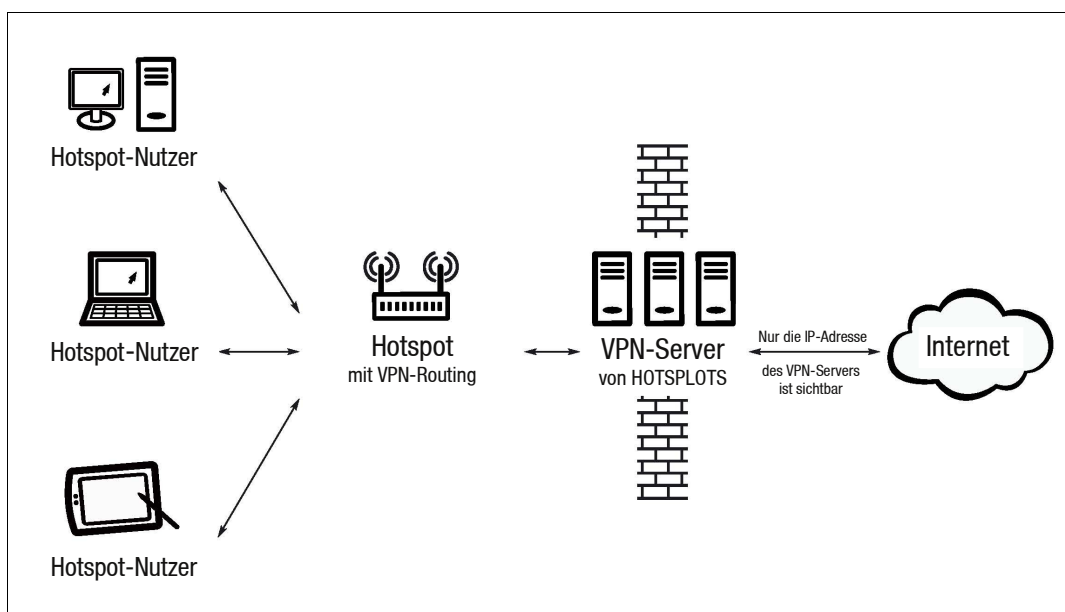 Hotspot-Nutzer
Hotspot-Nutzer
Hotspot-Nutzer
Hotspot
mit VPN-Routing
VPN-Server
von HOTSPLOTS
Nur die IP-Adresse
des VPN-Servers
ist sichtbar
Internet